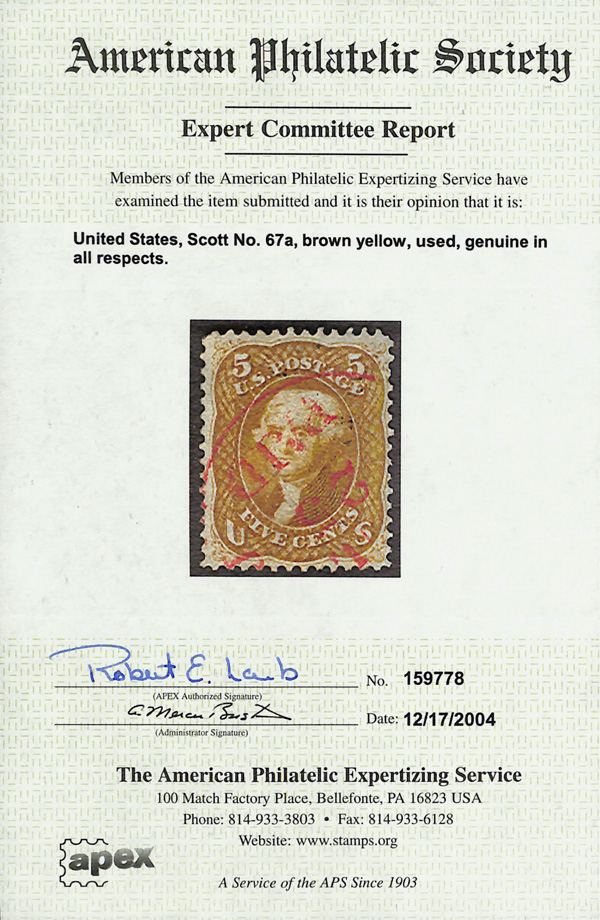 American Philatelic Society
Expert Committee Report
Members of the American Philatelic Expertizing Service have
examined the item submitted and it is their opinion that it is:
United States, Scott No. 67a, brown yellow, used, genuine in
all respects.
5 5
U.S. POSTAGE
FIVE CENTS
U S
Robert E.
No. 159778
(APEX Authorized Signature)
Date: 12/17/2004
(Administrator Signature)
The American Philatelic Expertizing Service
100 Match Factory Place, Bellefonte, PA 16823 USA
Phone: 814-933-3803 • Fax: 814-933-6128
Website: www.stamps.org
apex
A Service of the APS Since 1903